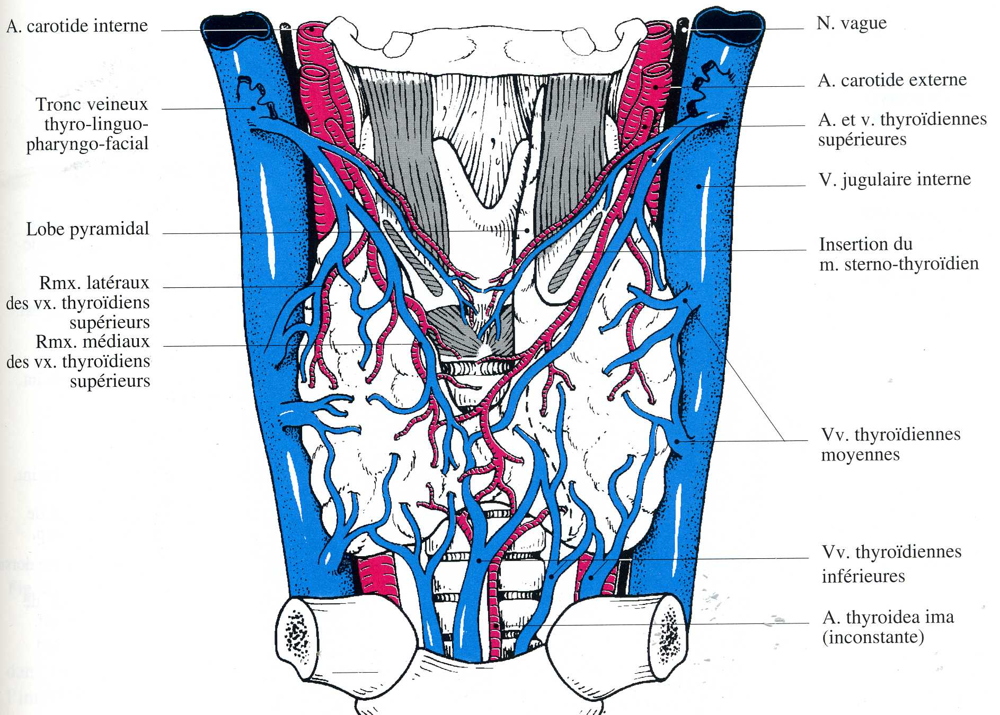 A. carotide interne
Tronc veineux
thyro-linguo-
pharyngo-facial
Lobe pyramidal
Rmx. latéraux
des vx. thyroïdiens
supérieurs
Rmx. médiaux
des vx. thyroïdiens
supérieurs
N. vague
A. carotide externe
A. et v. thyroïdiennes
supérieures
V. jugulaire interne
Insertion du
m. sterno-thyroïdien
Vv. thyroïdiennes
moyennes
Vv. thyroïdiennes
inférieures
A. thyroidea ima
(inconstante)